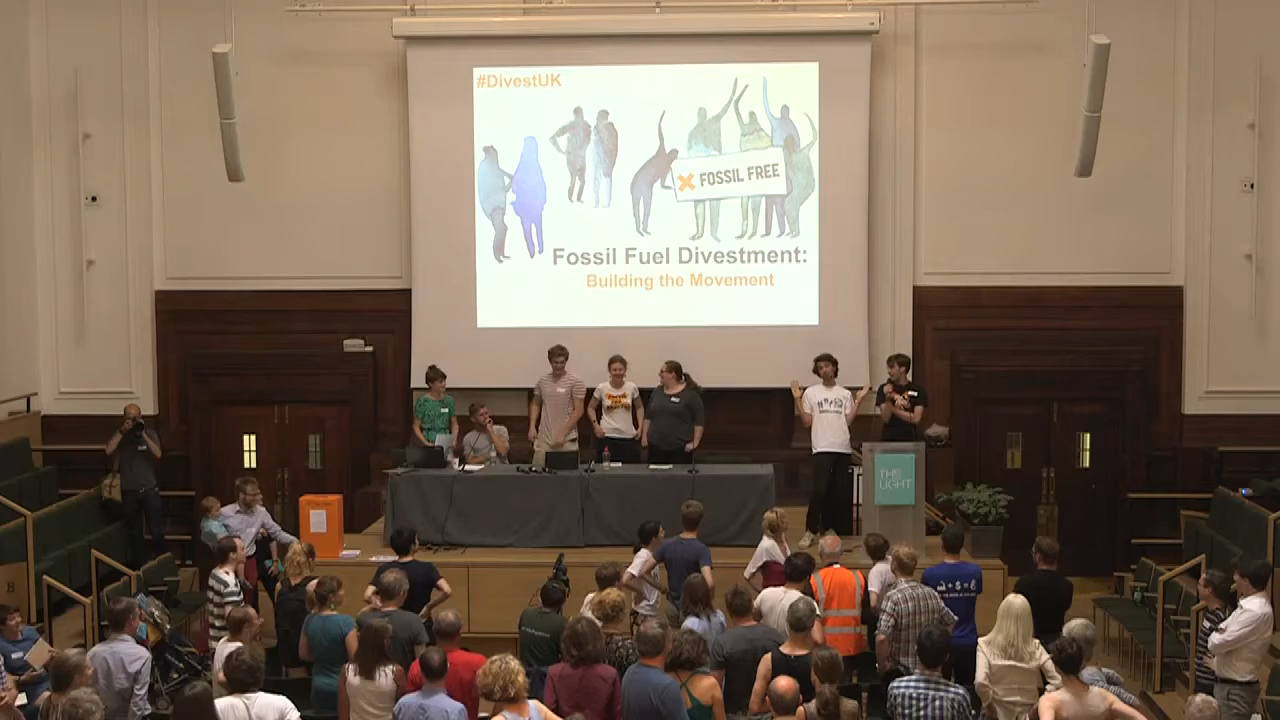 #DivestUK
FOSSIL FREE
Fossil Fuel Divestment:
Building the Movement
THE
LIGHT
B